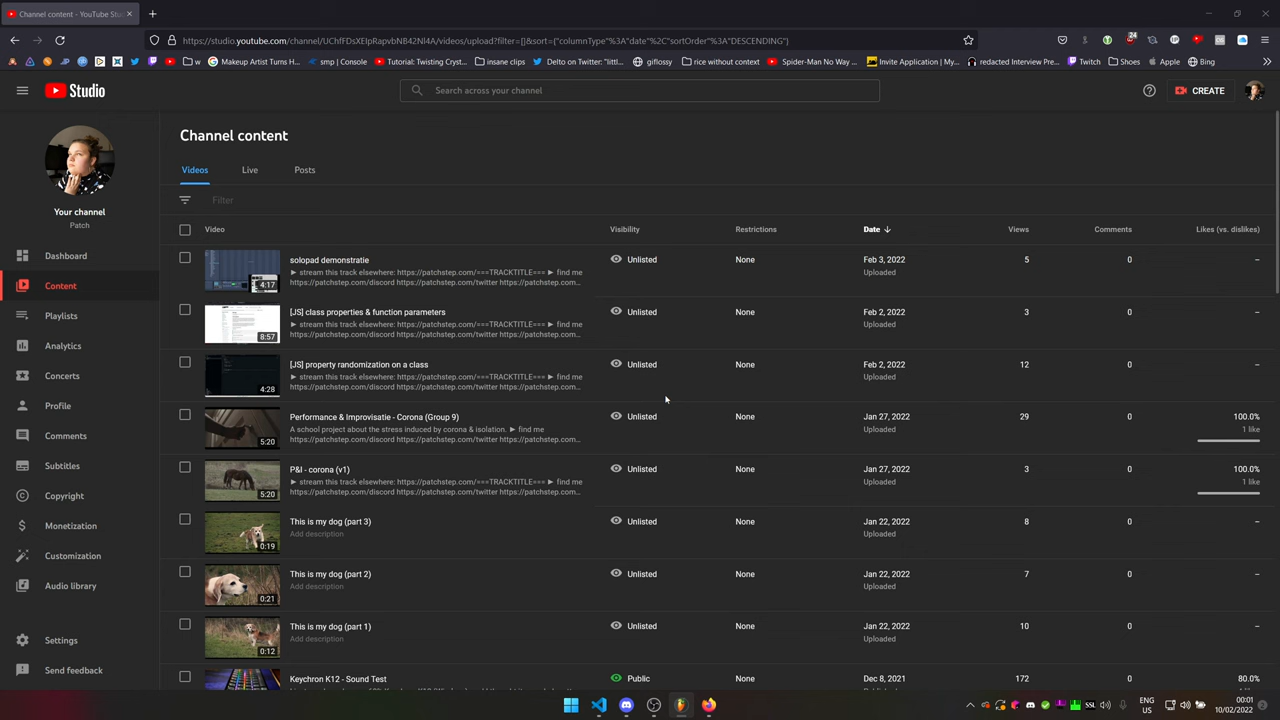 Channel content - YouTube Stu
https://studio.youtube.com/channel/UChfFDsXEIpRapvbNB42Nl4A/videos/upload?filter=[]&sort={"columnType"%3A"date"%2C"sortOrder"%3A"DESCENDING"}
24
w
Makeup Artist Turns H...
smp | Console
Tutorial: Twisting Cryst...
insane clips
Delto on Twitter: "littl...
giflossy
rice without context
Spider-Man No Way ...
Invite Application | My...
redacted Interview Pre...
Twitch
Shoes
Apple
Bing
Studio
Search across your channel
CREATE
Channel content
Videos
Live
Posts
Your channel
Patch
Filter
Video
Visibility
Restrictions
Date
Views
Comments
Likes (vs. dislikes)
Dashboard
Content
Playlists
Analytics
Concerts
Profile
Comments
Subtitles
Copyright
Monetization
Customization
Audio library
Settings
Send feedback
4:17
solopad demonstratie
► stream this track elsewhere: https://patchstep.com/===TRACKTITLE=== ► find me
https://patchstep.com/discord https://patchstep.com/twitter https://patchstep.com...
Unlisted
None
Feb 3, 2022
Uploaded
5
0
–
8:57
[JS] class properties & function parameters
► stream this track elsewhere: https://patchstep.com/===TRACKTITLE=== ► find me
https://patchstep.com/discord https://patchstep.com/twitter https://patchstep.com...
Unlisted
None
Feb 2, 2022
Uploaded
3
0
–
4:28
[JS] property randomization on a class
► stream this track elsewhere: https://patchstep.com/===TRACKTITLE=== ► find me
https://patchstep.com/discord https://patchstep.com/twitter https://patchstep.com...
Unlisted
None
Feb 2, 2022
Uploaded
12
0
–
5:20
Performance & Improvisatie - Corona (Group 9)
A school project about the stress induced by corona & isolation. ► find me
https://patchstep.com/discord https://patchstep.com/twitter https://patchstep.com...
Unlisted
None
Jan 27, 2022
Uploaded
29
0
100.0%
1 like
5:20
P&I - corona (v1)
► stream this track elsewhere: https://patchstep.com/===TRACKTITLE=== ► find me
https://patchstep.com/discord https://patchstep.com/twitter https://patchstep.com...
Unlisted
None
Jan 27, 2022
Uploaded
3
0
100.0%
1 like
0:19
This is my dog (part 3)
Add description
Unlisted
None
Jan 22, 2022
Uploaded
8
0
–
0:21
This is my dog (part 2)
Add description
Unlisted
None
Jan 22, 2022
Uploaded
7
0
–
0:12
This is my dog (part 1)
Add description
Unlisted
None
Jan 22, 2022
Uploaded
10
0
–
Keychron K12 - Sound Test
Public
None
Dec 8, 2021
172
0
80.0%
ENG
US
00:01
10/02/2022